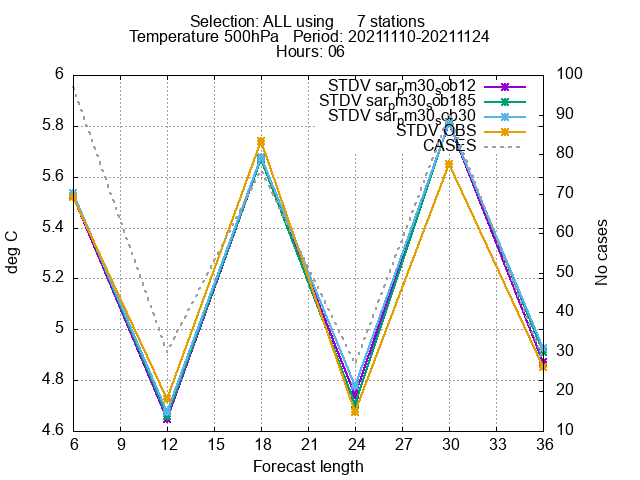 Selection: ALL using 7 stations
Temperature 500hPa Period: 20211110-20211124
Hours: 06
STDV sar_pm30_sob12
STDV sar_pm30_sob185
STDV sar_pm30_sob30
STDV OBS
CASES
6
5.8
5.6
5.4
5.2
5
4.8
4.6
deg C
100
90
80
70
60
50
40
30
20
10
No cases
6 9 12 15 18 21 24 27 30 33 36
Forecast length